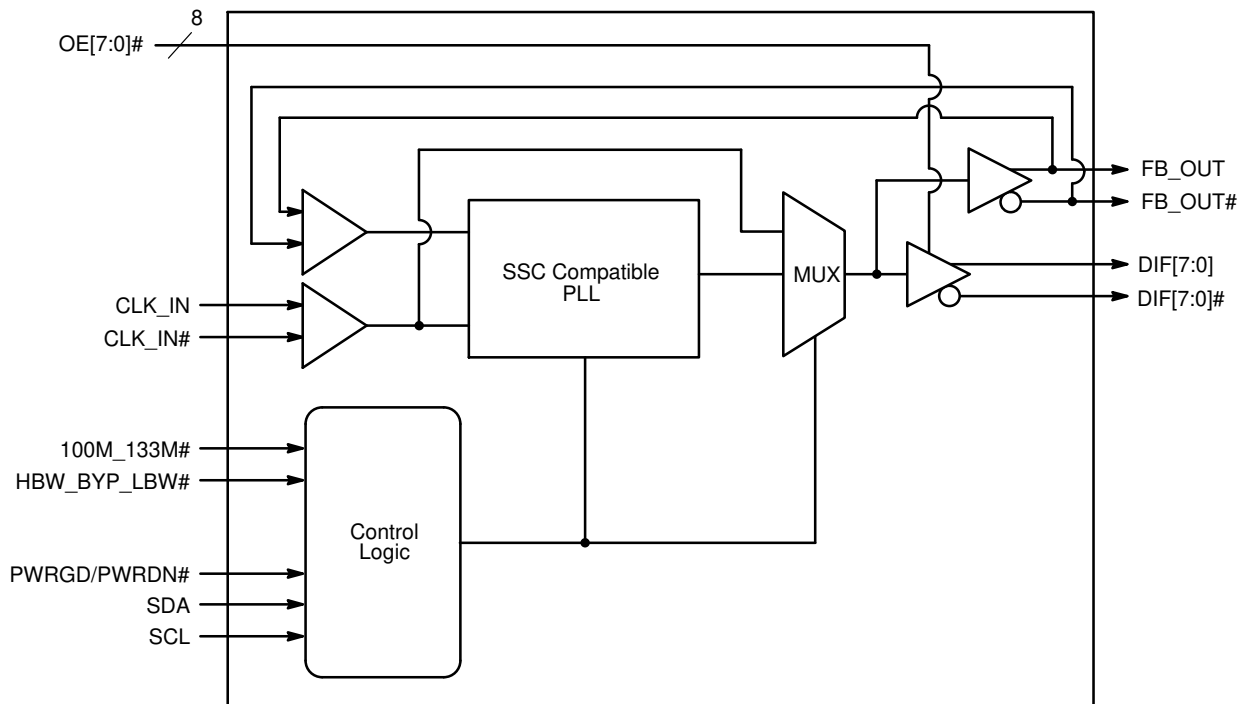 8
OE[7:0]#
FB_OUT
FB_OUT#
SSC Compatible
PLL
MUX
DIF[7:0]
DIF[7:0]#
CLK_IN
CLK_IN#
100M_133M#
HBW_BYP_LBW#
Control
Logic
PWRGD/PWRDN#
SDA
SCL